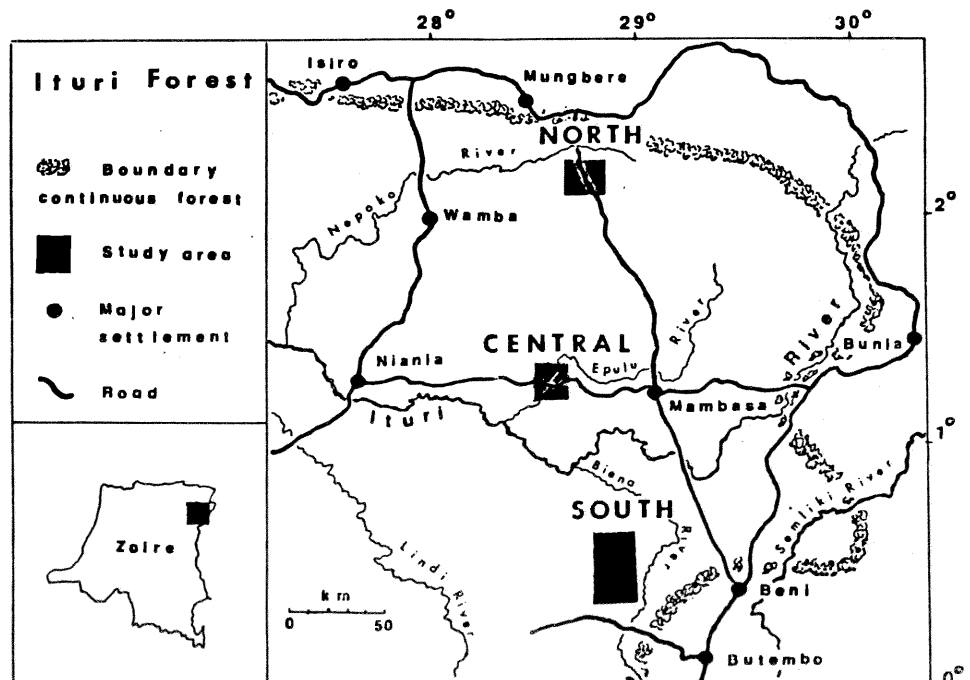 28°
29°
30°
Ituri Forest
Boundary
continuous forest
Study area
Major
settlement
Road
Zaire
Isiro
Mungbere
NORTH
River
Nepoko
2°
Wamba
River
River
Bunia
CENTRAL
Niania
Epulu
Ituri
Mambasa
1°
Biena
River
SOUTH
Semliki River
Lindi River
km
0 50
Beni
Butembo
0°